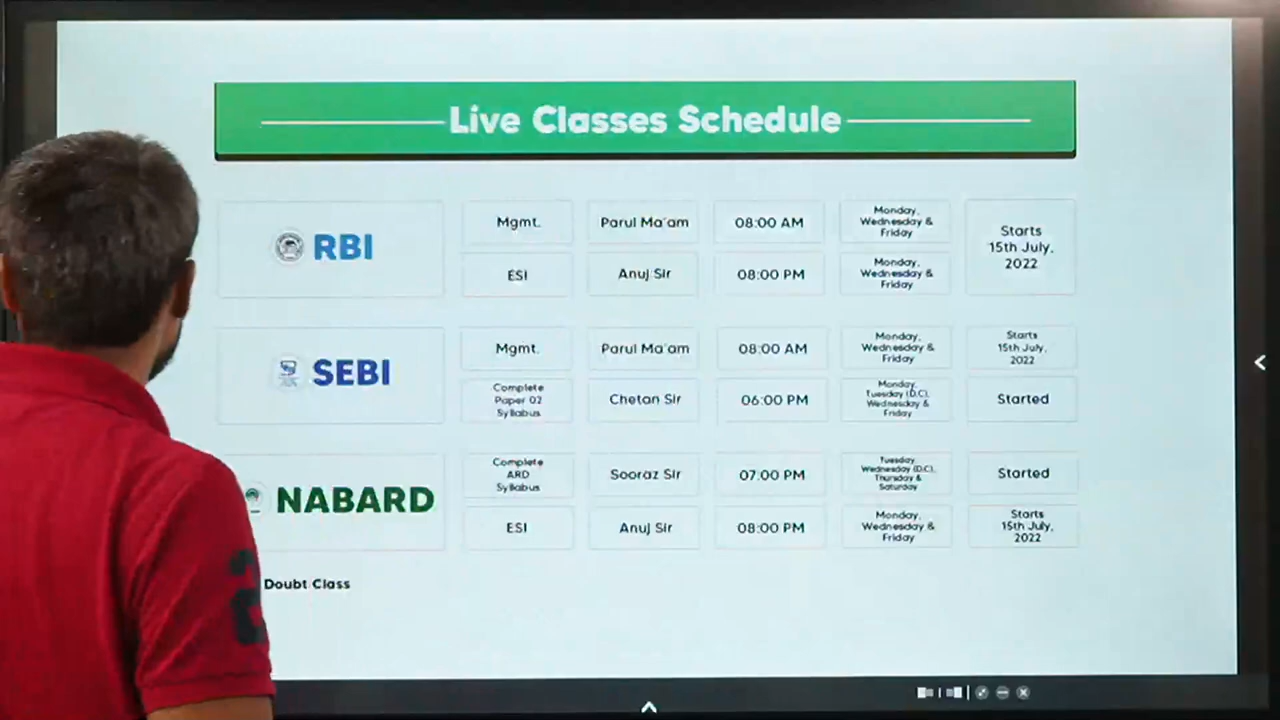 Live Classes Schedule
RBI
Mgmt.
Parul Ma'am
08:00 AM
Monday,
Wednesday &
Friday
Starts
15th July,
2022
ESI
Anuj Sir
08:00 PM
Monday,
Wednesday &
Friday
SEBI
Mgmt.
Parul Ma'am
08:00 AM
Monday,
Wednesday &
Friday
Starts
15th July,
2022
Complete
Paper 02
Syllabus
Chetan Sir
06:00 PM
Monday,
Tuesday (D.C),
Wednesday &
Friday
Started
NABARD
Complete
ARD
Syllabus
Sooraz Sir
07:00 PM
Tuesday,
Wednesday (D.C),
Thursday &
Saturday
Started
ESI
Anuj Sir
08:00 PM
Monday,
Wednesday &
Friday
Starts
15th July,
2022
Doubt Class